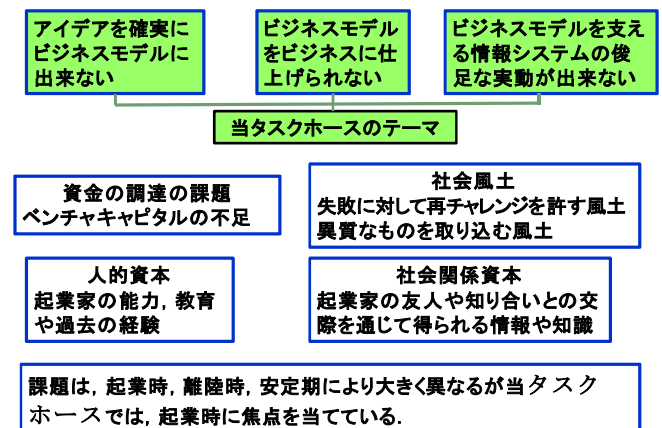 アイデアを確実に
ビジネスモデルに
出来ない
ビジネスモデル
をビジネスに仕
上げられない
ビジネスモデルを支え
る情報システムの俊
足な実動が出来ない
当タスクホースのテーマ
資金の調達の課題
ベンチャキャピタルの不足
社会風土
失敗に対して再チャレンジを許す風土
異質なものを取り込む風土
人的資本
起業家の能力, 教育
や過去の経験
社会関係資本
起業家の友人や知り合いとの交
際を通じて得られる情報や知識
課題は, 起業時, 離陸時, 安定期により大きく異なるが当タスク
ホースでは, 起業時に焦点を当てている.